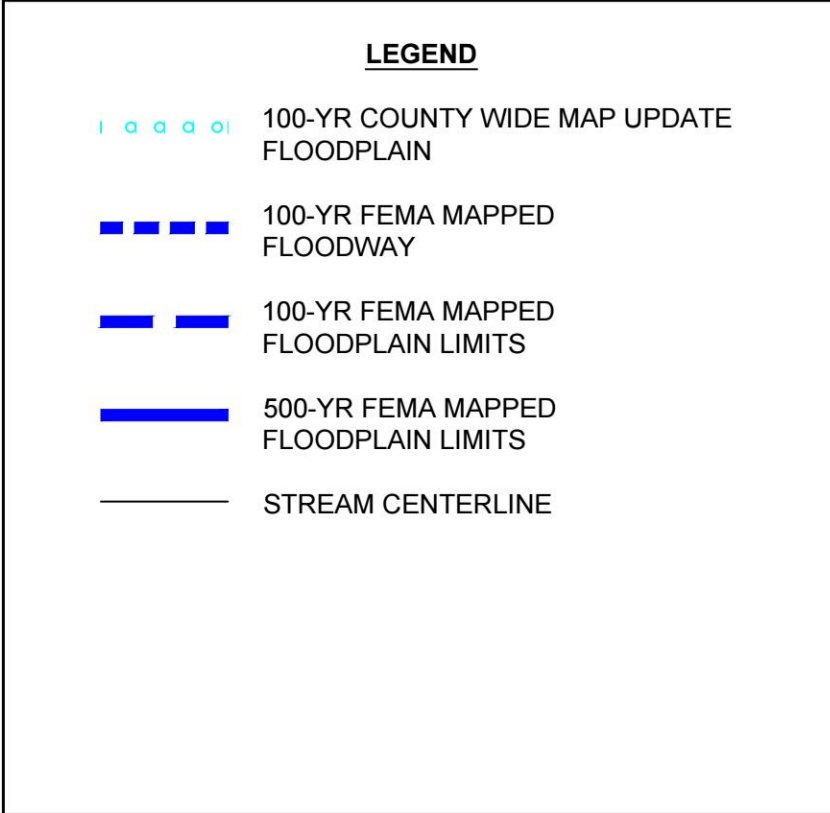 LEGEND
100-YR COUNTY WIDE MAP UPDATE
FLOODPLAIN
100-YR FEMA MAPPED
FLOODWAY
100-YR FEMA MAPPED
FLOODPLAIN LIMITS
500-YR FEMA MAPPED
FLOODPLAIN LIMITS
STREAM CENTERLINE